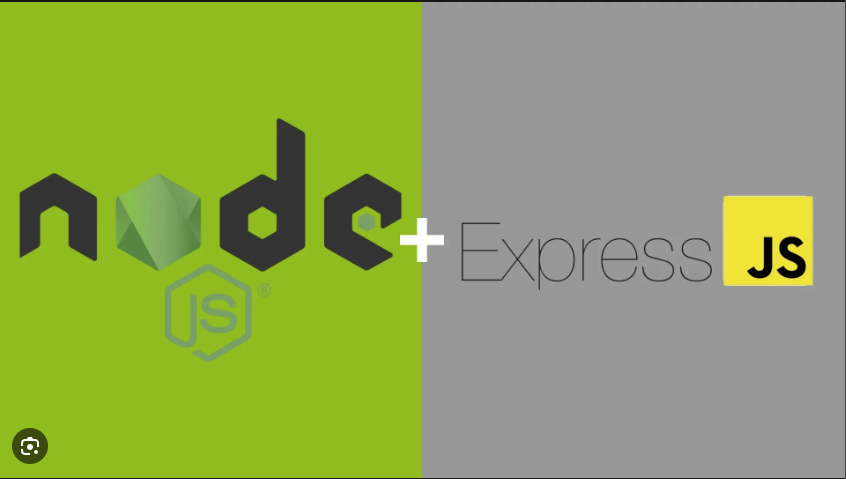 node
JS®
+
Express JS